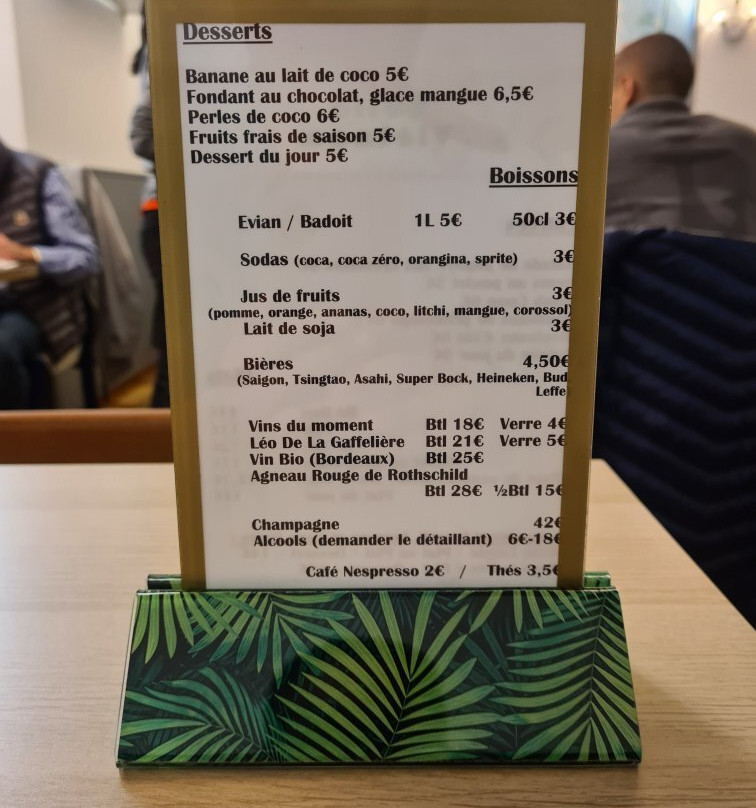 Desserts
Banane au lait de coco 5€
Fondant au chocolat, glace mangue 6,5€
Perles de coco 6€
Fruits frais de saison 5€
Dessert du jour 5€
Boissons
Evian / Badoit 1L 5€ 50cl 3€
Sodas (coca, coca zéro, orangina, sprite) 3€
Jus de fruits 3€
(pomme, orange, ananas, coco, litchi, mangue, corossol)
Lait de soja 3€
Bières 4,50€
(Saigon, Tsingtao, Asahi, Super Bock, Heineken, Bud
Leffe
Vins du moment Btl 18€ Verre 4€
Léo De La Gaffelière Btl 21€ Verre 5€
Vin Bio (Bordeaux) Btl 25€
Agneau Rouge de Rothschild
Btl 28€ ½Btl 15€
Champagne 42€
Alcools (demander le détaillant) 6€-18€
Café Nespresso 2€ / Thés 3,5€